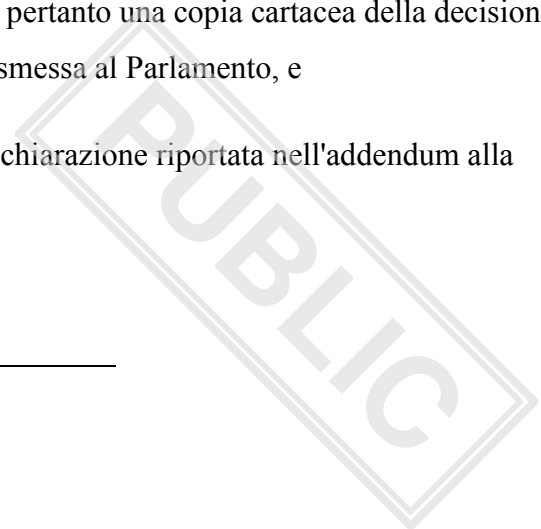 pertanto una copia cartacea della decision
smessa al Parlamento, e
chiarazione riportata nell'addendum alla
PUBLIC